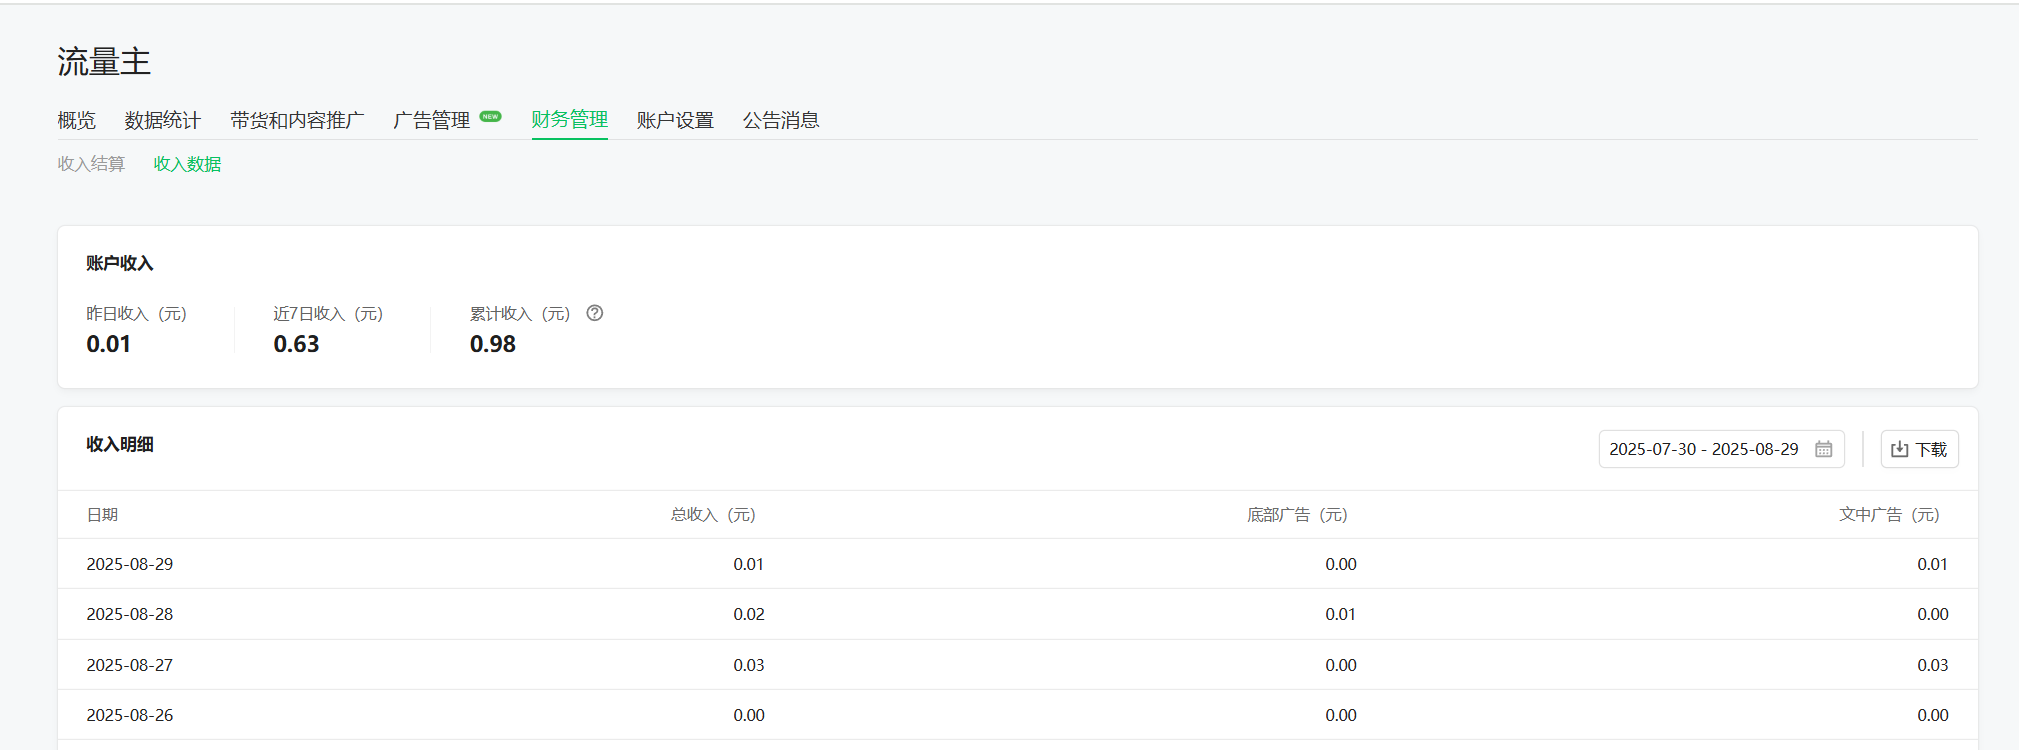 流量主
概览 数据统计 带货和内容推广 广告管理 NEW 财务管理 账户设置 公告消息
收入结算 收入数据
账户收入
昨日收入（元） 近7日收入（元） 累计收入（元） ?
0.01 0.63 0.98
收入明细
2025-07-30 - 2025-08-29 下载
日期 总收入（元） 底部广告（元） 文中广告（元）
2025-08-29 0.01 0.00 0.01
2025-08-28 0.02 0.01 0.00
2025-08-27 0.03 0.00 0.03
2025-08-26 0.00 0.00 0.00